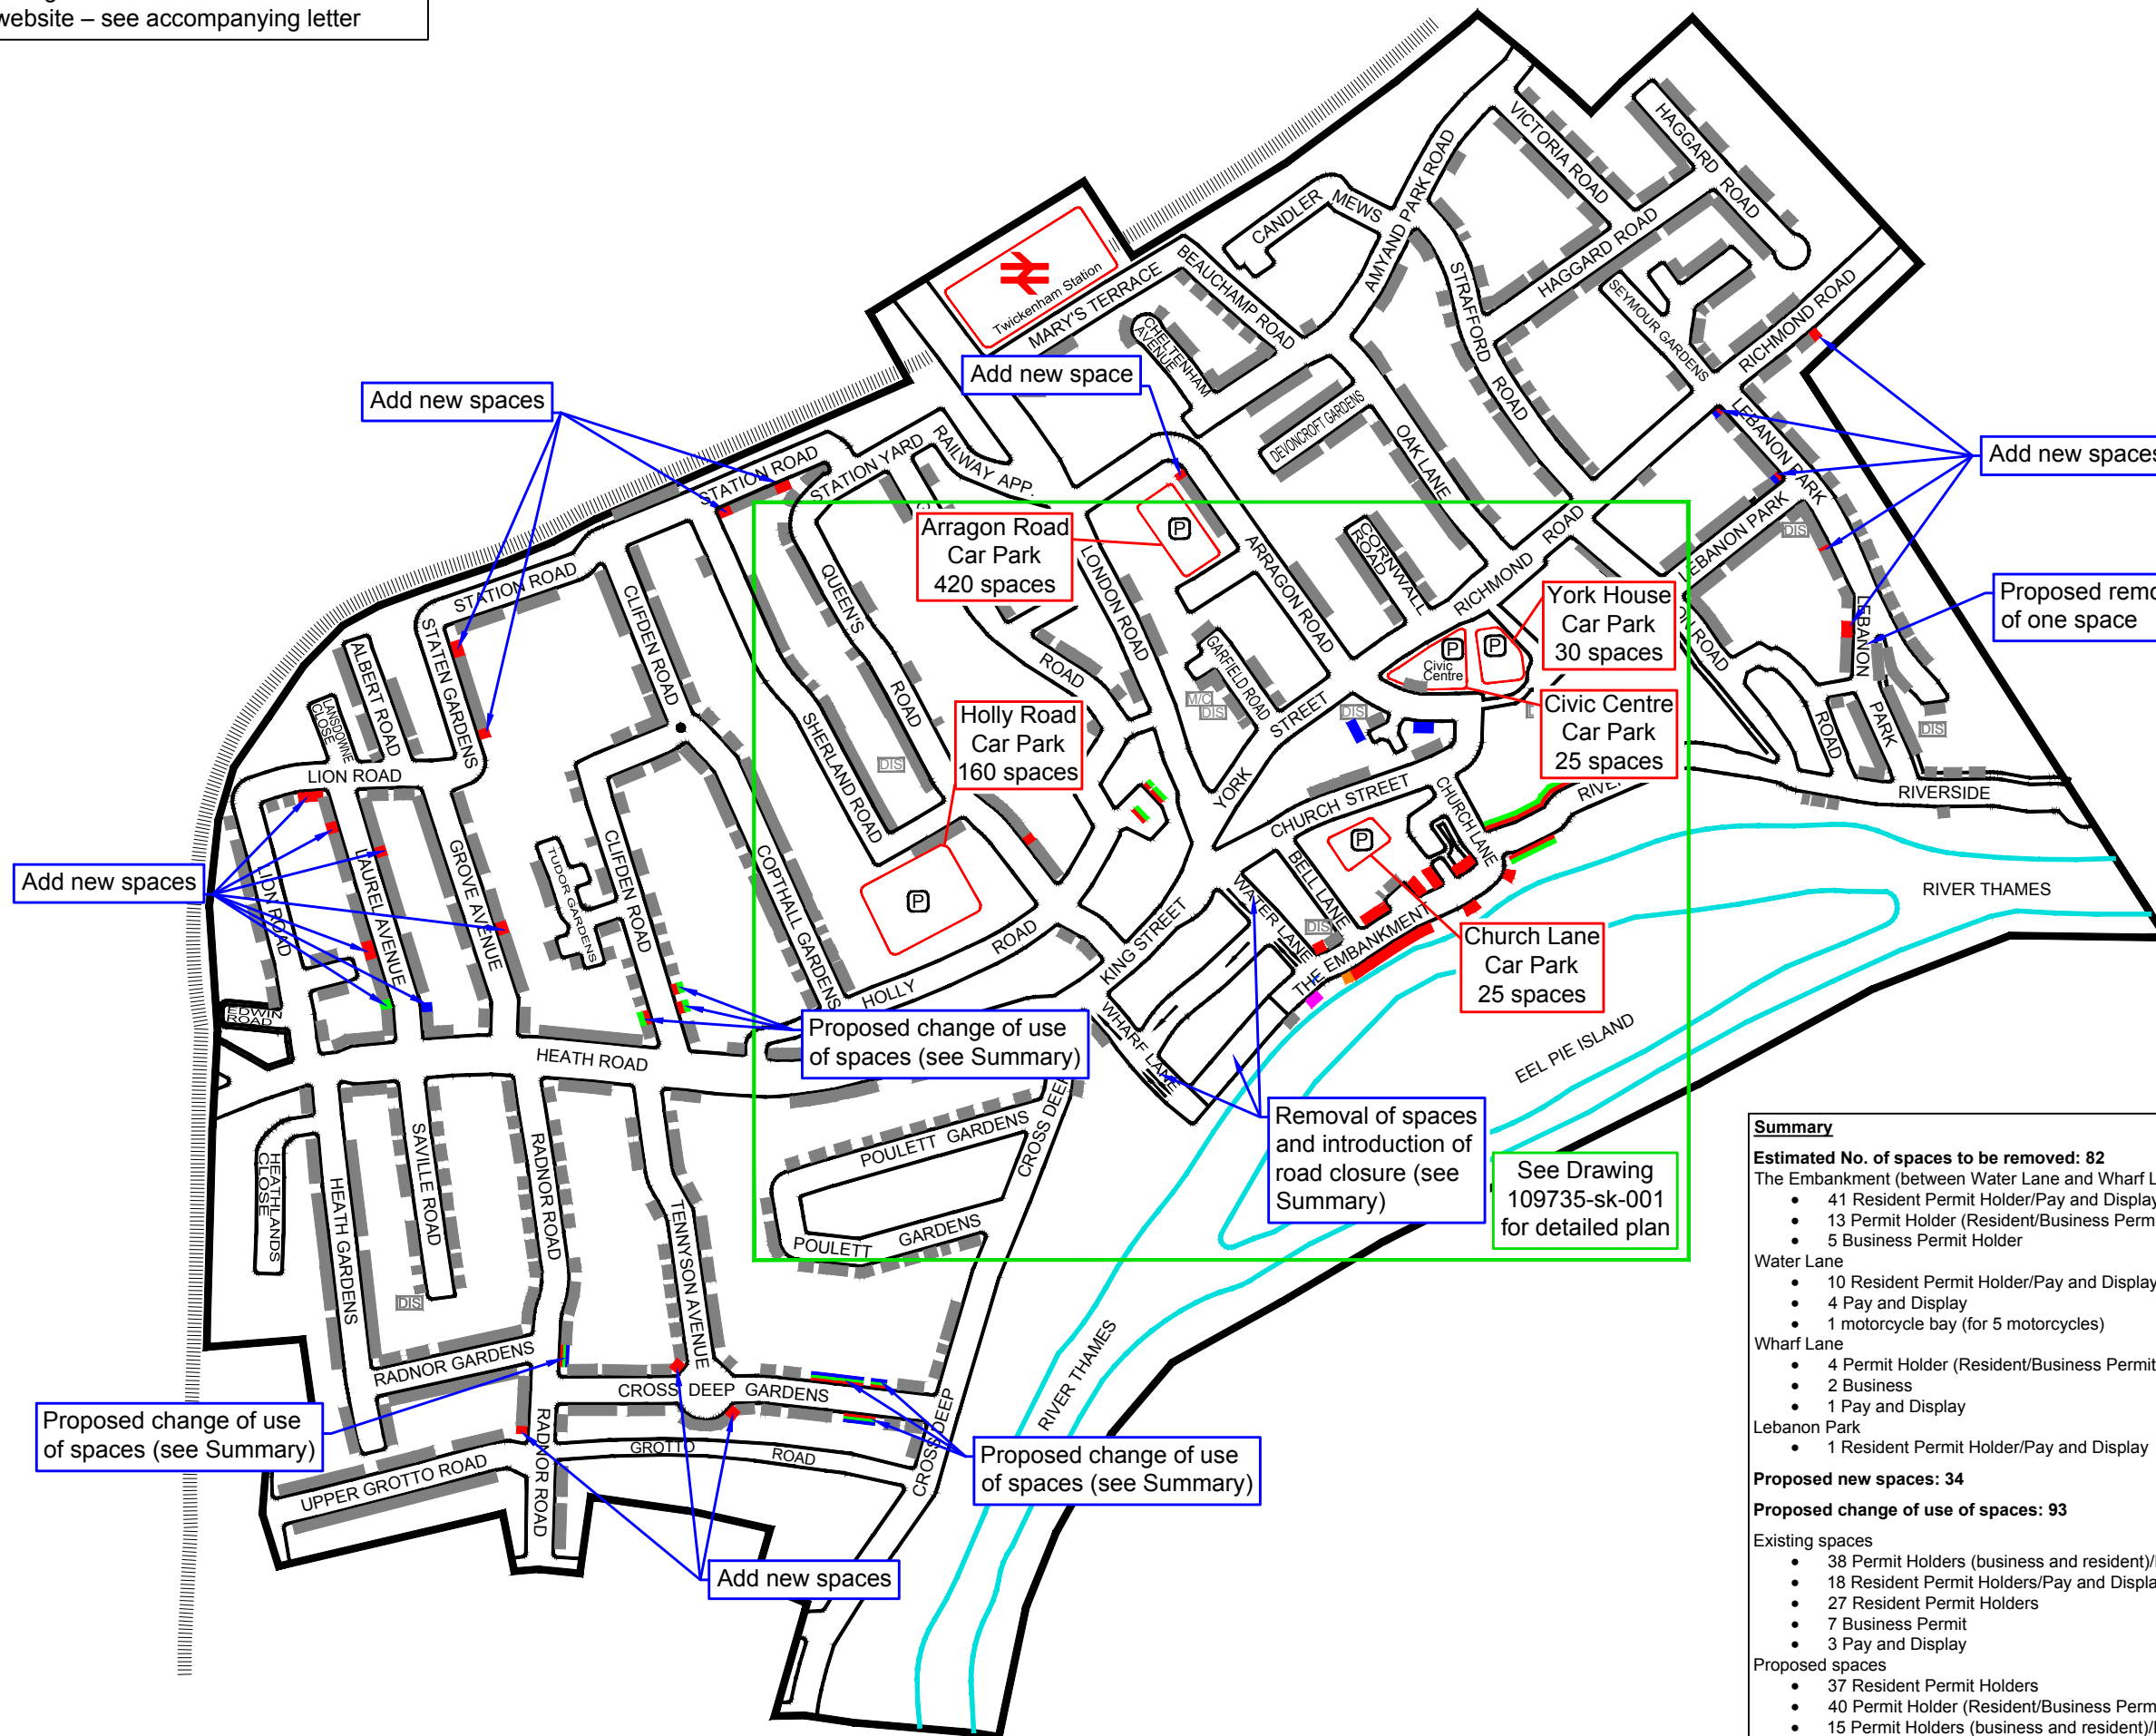 website – see accompanying letter
VICTORIA ROAD
HAGGARD ROAD
CANDLER MEWS
AMYAND PARK ROAD
HAGGARD ROAD
BEAUCHAMP ROAD
Twickenham Station
MARY'S TERRACE
STRAFFORD ROAD
SEYMOUR GARDENS
RICHMOND ROAD
CHELTENHAM
AVENUE
Add new space
Add new spaces
DEVONCROFT GARDENS
OAK LANE
LEBANON PARK
Add new spaces
STATION ROAD
STATION YARD
RAILWAY APP.
STATION ROAD
Arragon Road
Car Park
420 spaces
P
LONDON ROAD
ARRAGON ROAD
CORNWALL
ROAD
RICHMOND ROAD
LEBANON PARK
DIS
QUEEN'S ROAD
CLIFDEN ROAD
York House
Car Park
30 spaces
Proposed remo
of one space
STATEN GARDENS
ALBERT ROAD
LANSDOWNE
CLOSE
ROAD
GARFIELD ROAD
M/C
DIS
P
Civic
Centre
P
ON ROAD
LEBANON PARK
ROAD
DIS
Holly Road
Car Park
160 spaces
DIS
SHERLAND ROAD
YORK STREET
DIS
Civic Centre
Car Park
25 spaces
LION ROAD
CHURCH STREET
CHURCH LANE
RIVE
RIVERSIDE
Add new spaces
LION ROAD
LAUREL AVENUE
GROVE AVENUE
TUDOR GARDENS
CLIFDEN ROAD
COPTHALL GARDENS
P
P
BELL LANE
WATER LANE
DIS
THE EMBANKMENT
Church Lane
Car Park
25 spaces
RIVER THAMES
KING STREET
HOLLY ROAD
EDWIN
ROAD
WHARF LANE
EEL PIE ISLAND
Proposed change of use
of spaces (see Summary)
HEATH ROAD
Removal of spaces
and introduction of
road closure (see
Summary)
See Drawing
109735-sk-001
for detailed plan
HEATHLANDS
CLOSE
HEATH GARDENS
SAVILLE ROAD
RADNOR ROAD
TENNYSON AVENUE
POULETT GARDENS
CROSS DEEP
POULETT GARDENS
DIS
RADNOR GARDENS
CROSS DEEP GARDENS
RIVER THAMES
Proposed change of use
of spaces (see Summary)
RADNOR ROAD
GROTTO ROAD
CROSS DEEP
UPPER GROTTO ROAD
Proposed change of use
of spaces (see Summary)
Add new spaces
Summary
Estimated No. of spaces to be removed: 82
The Embankment (between Water Lane and Wharf L
• 41 Resident Permit Holder/Pay and Display
• 13 Permit Holder (Resident/Business Perm
• 5 Business Permit Holder
Water Lane
• 10 Resident Permit Holder/Pay and Display
• 4 Pay and Display
• 1 motorcycle bay (for 5 motorcycles)
Wharf Lane
• 4 Permit Holder (Resident/Business Permit
• 2 Business
• 1 Pay and Display
Lebanon Park
• 1 Resident Permit Holder/Pay and Display
Proposed new spaces: 34
Proposed change of use of spaces: 93
Existing spaces
• 38 Permit Holders (business and resident)/
• 18 Resident Permit Holders/Pay and Displa
• 27 Resident Permit Holders
• 7 Business Permit
• 3 Pay and Display
Proposed spaces
• 37 Resident Permit Holders
• 40 Permit Holder (Resident/Business Perm
• 15 Permit Holders (business and resident)/